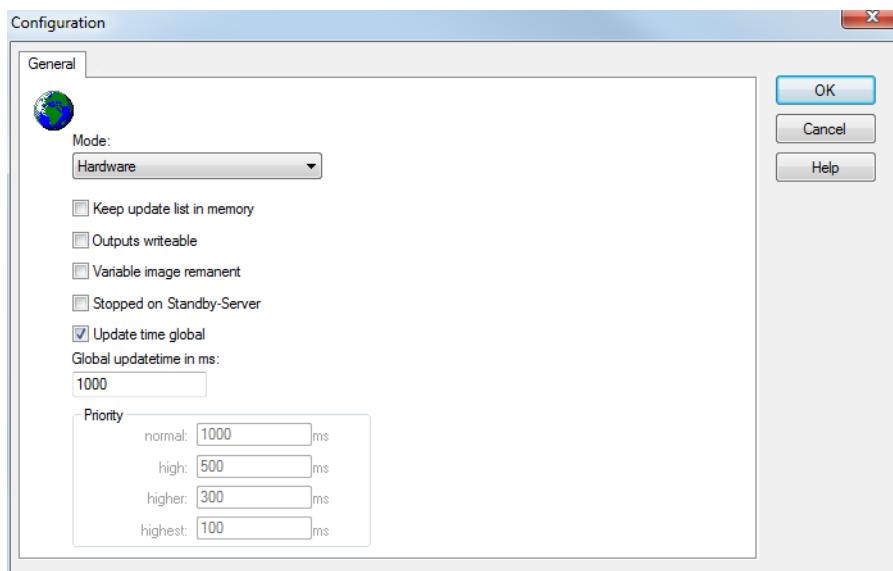 Configuration
x
General
OK
Cancel
Help
Mode:
Hardware
Keep update list in memory
Outputs writeable
Variable image remanent
Stopped on Standby-Server
Update time global
Global updatetime in ms:
1000
Priority
normal: 1000 ms
high: 500 ms
higher: 300 ms
highest: 100 ms